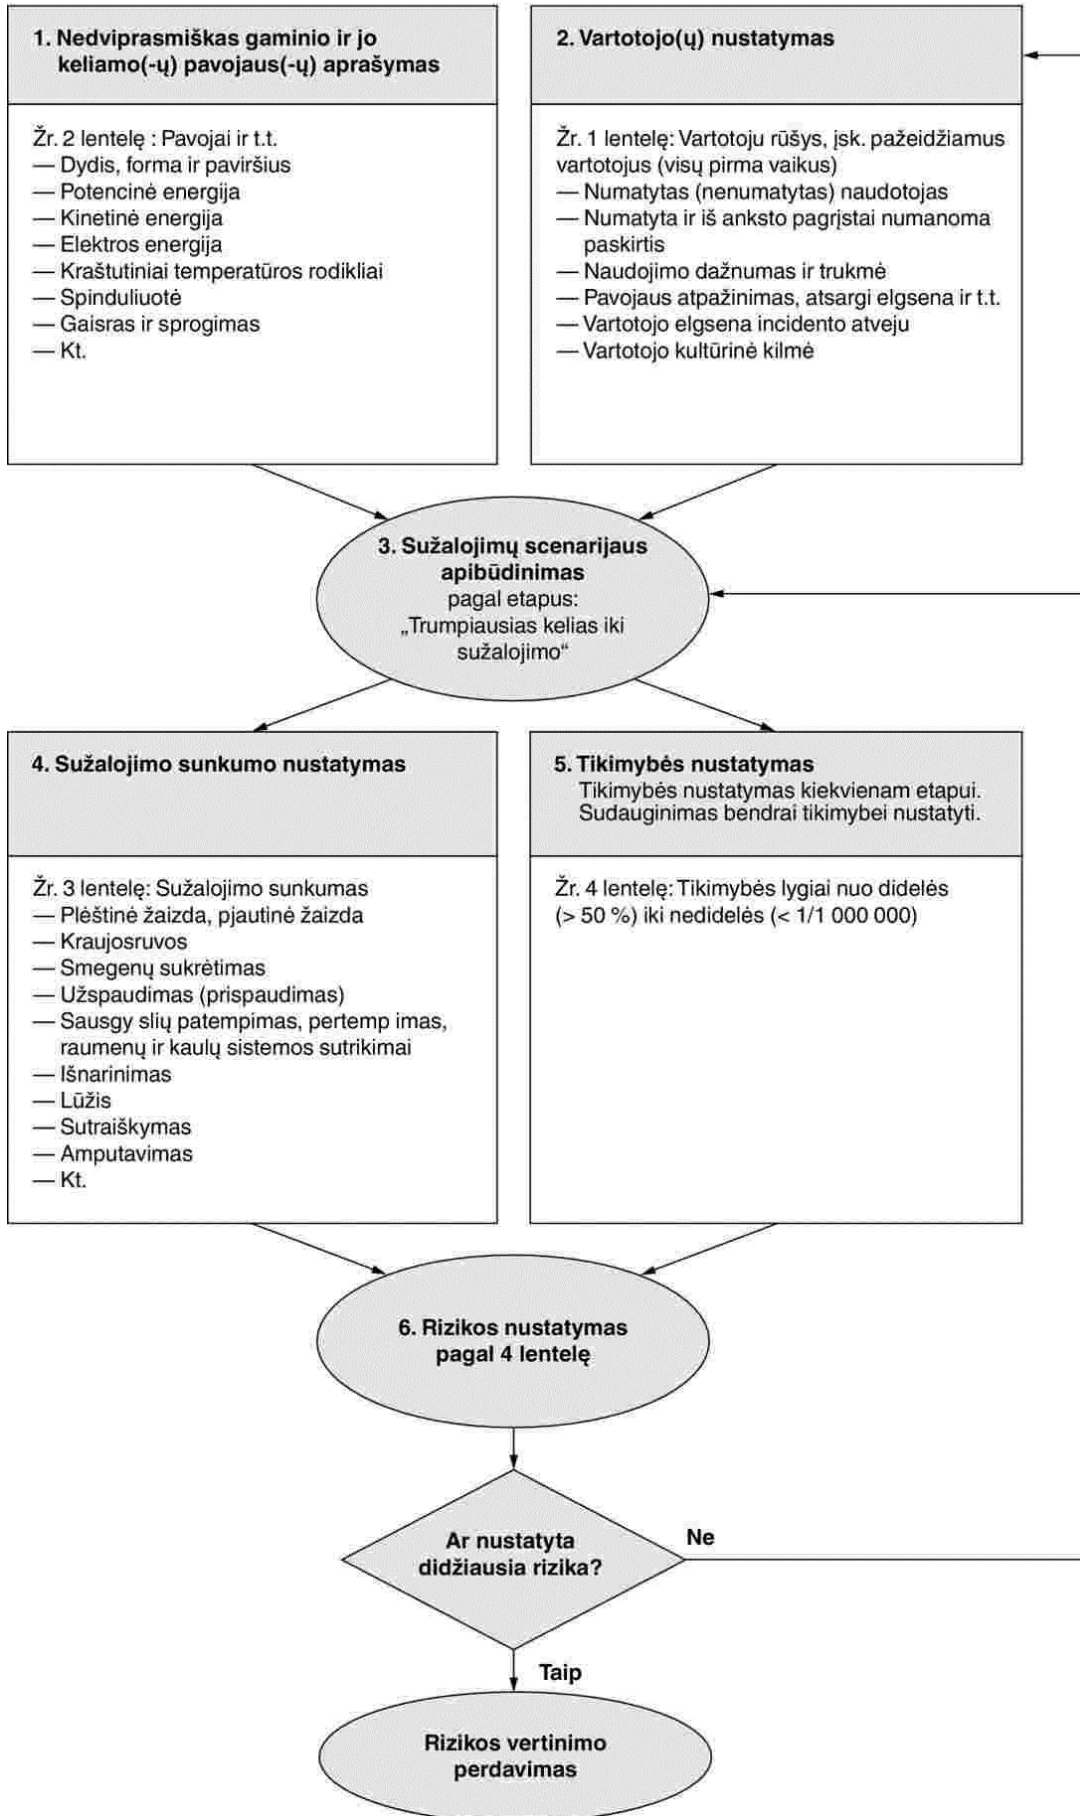 1. Nedviprasmiškas gaminio ir jo
keliamo(-ų) pavojaus(-ų) aprašymas
Žr. 2 lentelę : Pavojai ir t.t.
— Dydis, forma ir paviršius
— Potencinė energija
— Kinetinė energija
— Elektros energija
— Kraštutiniai temperatūros rodikliai
— Spinduliuotė
— Gaisras ir sprogimas
— Kt.
2. Vartotojo(ų) nustatymas
Žr. 1 lentelę: Vartotoju rūšys, įsk. pažeidžiamus
vartotojus (visų pirma vaikus)
— Numatytas (nenumatytas) naudotojas
— Numatyta ir iš anksto pagrįstai numanoma
paskirtis
— Naudojimo dažnumas ir trukmė
— Pavojaus atpažinimas, atsargi elgsena ir t.t.
— Vartotojo elgsena incidento atveju
— Vartotojo kultūrinė kilmė
3. Sužalojimų scenarijaus
apibūdinimas
pagal etapus:
„Trumpiausias kelias iki
sužalojimo“
4. Sužalojimo sunkumo nustatymas
Žr. 3 lentelę: Sužalojimo sunkumas
— Plėštinė žaizda, pjautinė žaizda
— Kraujosruvos
— Smegenų sukrėtimas
— Užspaudimas (prispaudimas)
— Sausgy slių patempimas, pertemp imas,
raumenų ir kaulų sistemos sutrikimai
— Išnarinimas
— Lūžis
— Sutraiškymas
— Amputavimas
— Kt.
5. Tikimybės nustatymas
Tikimybės nustatymas kiekvienam etapui.
Sudauginimas bendrai tikimybei nustatyti.
Žr. 4 lentelę: Tikimybės lygiai nuo didelės
(> 50 %) iki nedidelės (< 1/1 000 000)
6. Rizikos nustatymas
pagal 4 lentelę
Ar nustatyta
didžiausia rizika?
Ne
Taip
Rizikos vertinimo
perdavimas